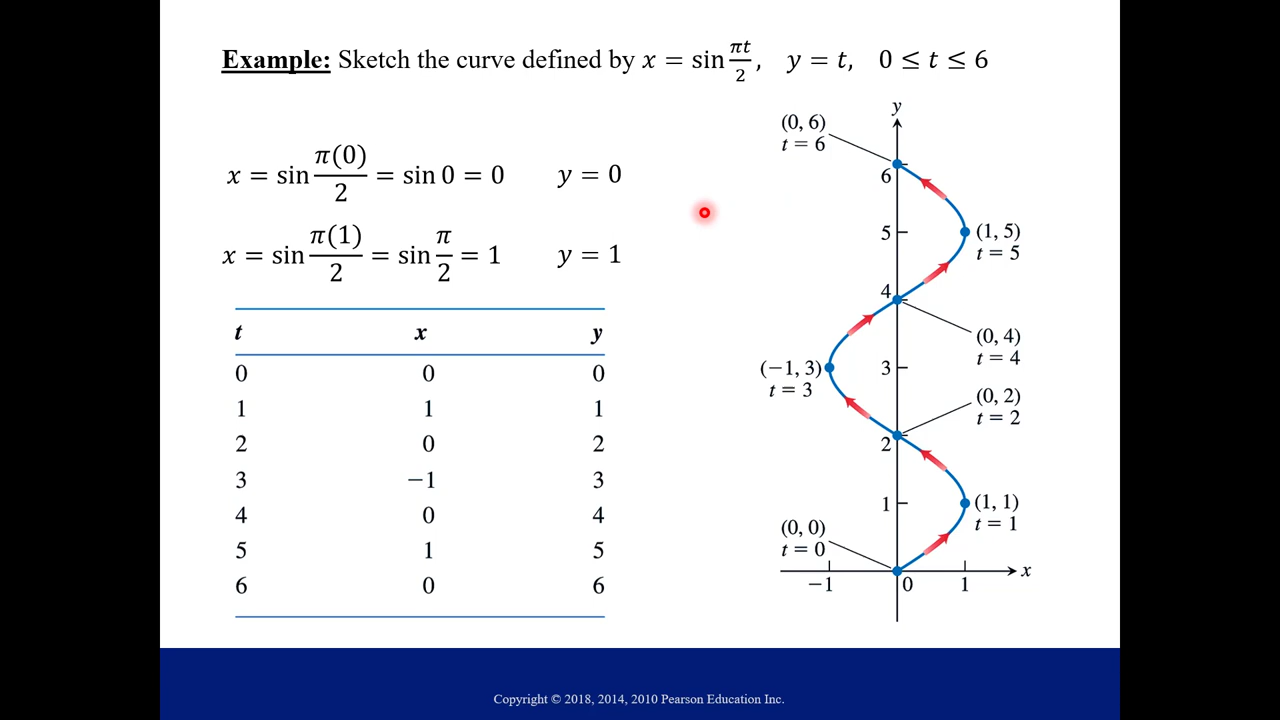 Example: Sketch the curve defined by x = sin πt/2, y = t, 0 ≤ t ≤ 6
x = sin π(0)/2 = sin 0 = 0 y = 0
x = sin π(1)/2 = sin π/2 = 1 y = 1
t x y
0 0 0
1 1 1
2 0 2
3 −1 3
4 0 4
5 1 5
6 0 6
y
(0, 6)
t = 6
6
5
(1, 5)
t = 5
4
(0, 4)
t = 4
(−1, 3)
t = 3
3
(0, 2)
t = 2
2
1
(1, 1)
t = 1
(0, 0)
t = 0
x
−1 0 1
Copyright © 2018, 2014, 2010 Pearson Education Inc.